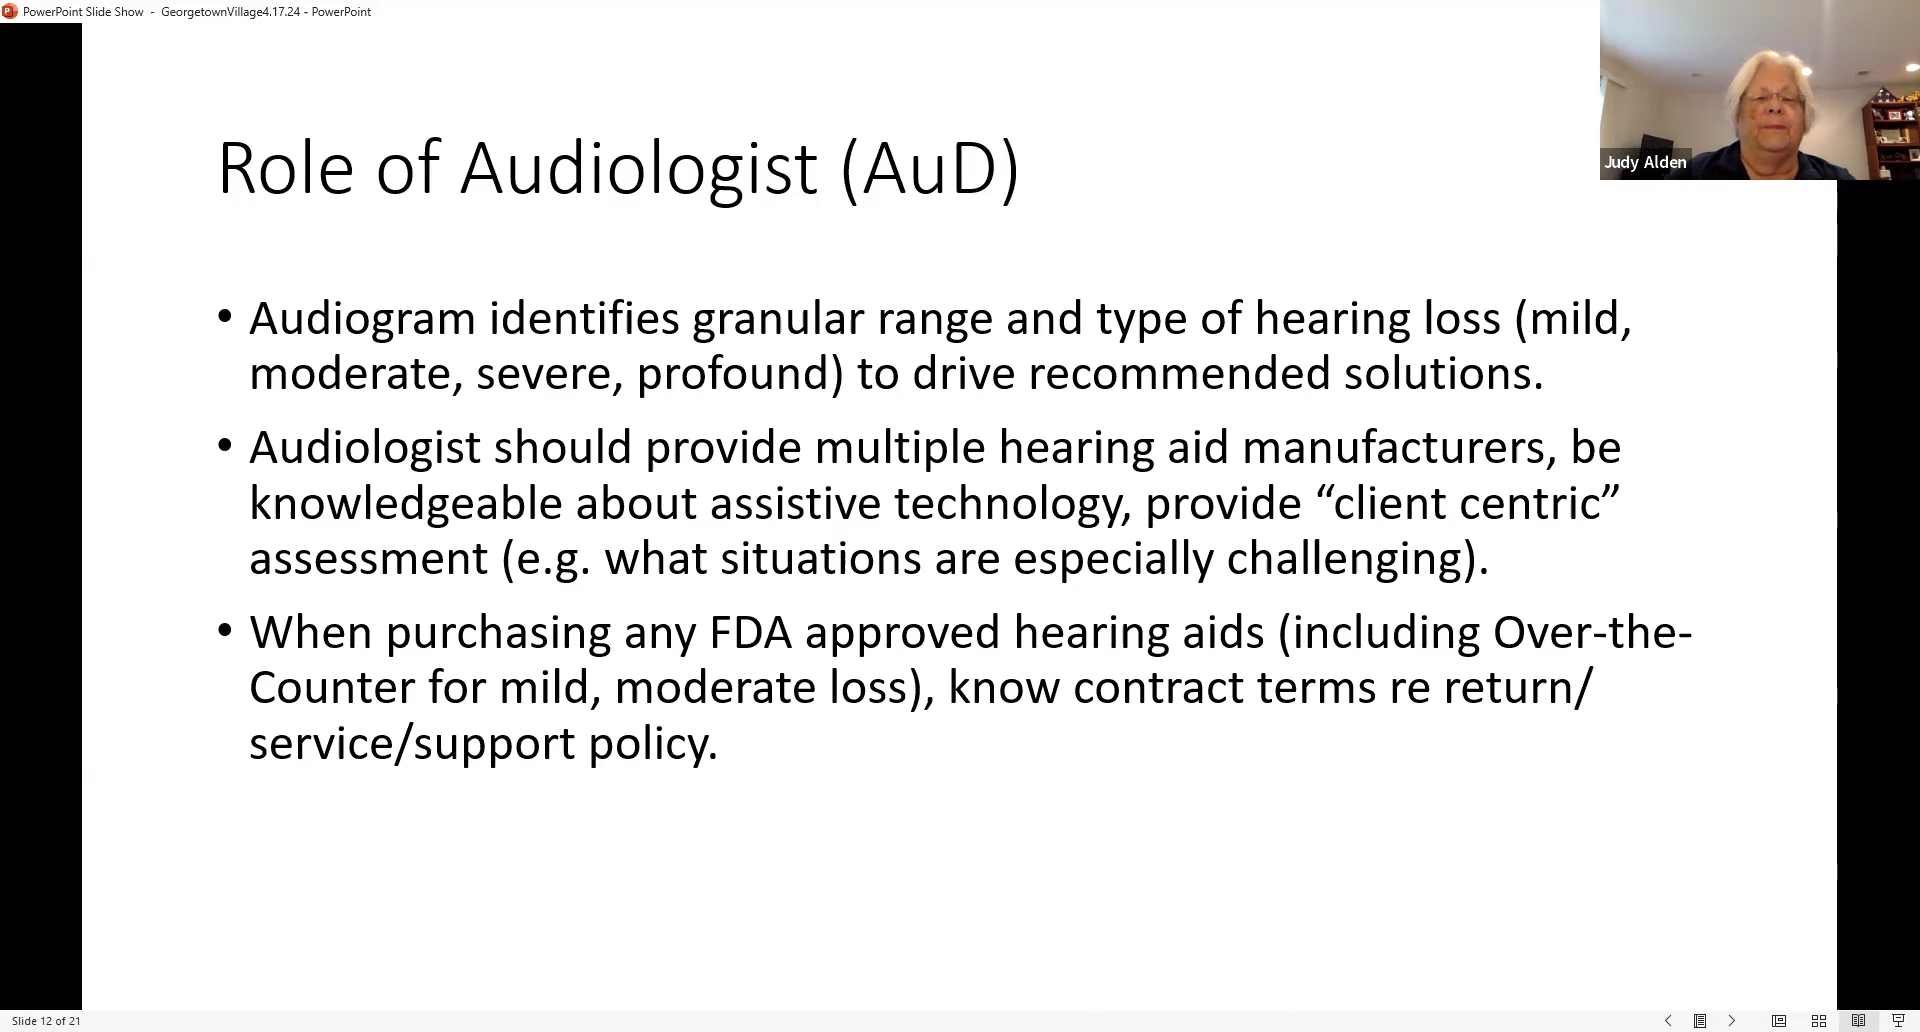 PowerPoint Slide Show - GeorgetownVillage4.17.24 - PowerPoint
Judy Alden
Role of Audiologist (AuD)
• Audiogram identifies granular range and type of hearing loss (mild,
moderate, severe, profound) to drive recommended solutions.
• Audiologist should provide multiple hearing aid manufacturers, be
knowledgeable about assistive technology, provide “client centric”
assessment (e.g. what situations are especially challenging).
• When purchasing any FDA approved hearing aids (including Over-the-
Counter for mild, moderate loss), know contract terms re return/
service/support policy.
Slide 12 of 21